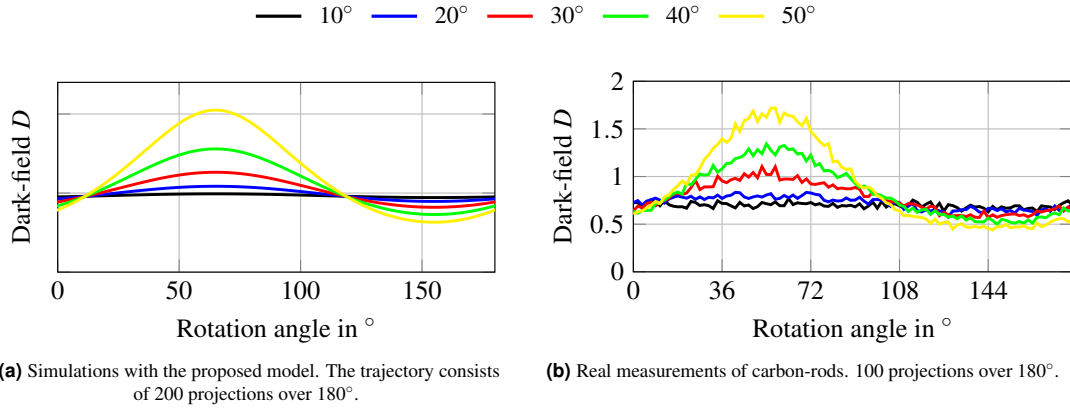 10° 20° 30° 40° 50°
Dark-field D
0 50 100 150
Rotation angle in °
(a) Simulations with the proposed model. The trajectory consists
of 200 projections over 180°.
2
1.5
1
0.5
0
Dark-field D
0 36 72 108 144
Rotation angle in °
(b) Real measurements of carbon-rods. 100 projections over 180°.